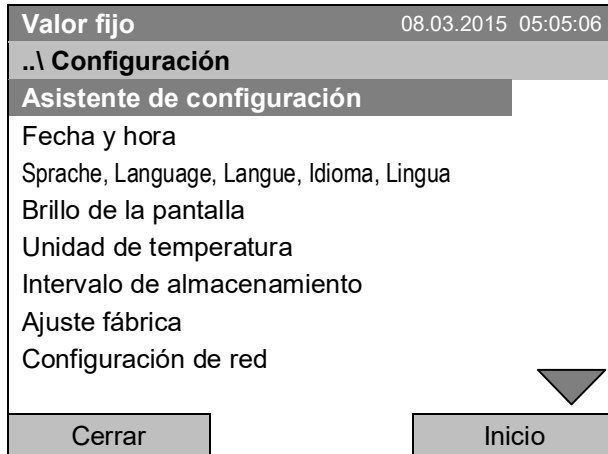 Valor fijo 08.03.2015 05:05:06
..\ Configuración
Asistente de configuración
Fecha y hora
Sprache, Language, Langue, Idioma, Lingua
Brillo de la pantalla
Unidad de temperatura
Intervalo de almacenamiento
Ajuste fábrica
Configuración de red
Cerrar Inicio